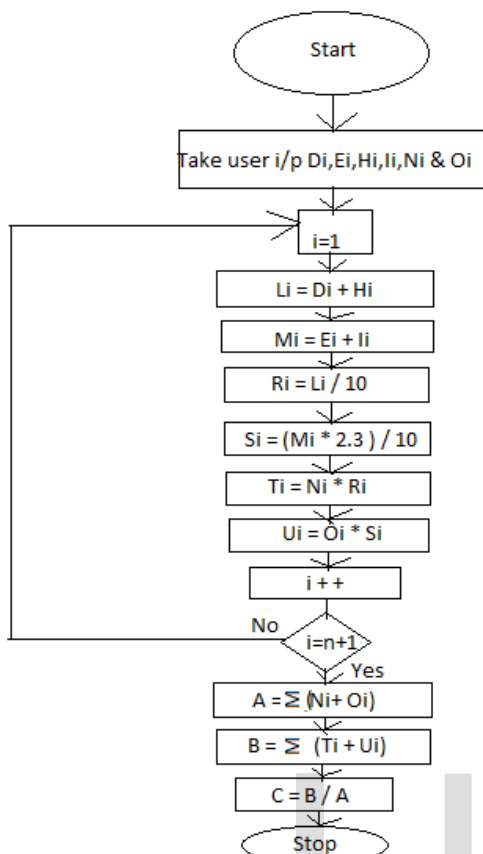 Start
Take user i/p Di,Ei,Hi,Ii,Ni & Oi
i=1
Li = Di + Hi
Mi = Ei + Ii
Ri = Li / 10
Si = (Mi * 2.3 ) / 10
Ti = Ni * Ri
Ui = Oi * Si
i ++
No
i=n+1
Yes
A = Σ (Ni+ Oi)
B = Σ (Ti + Ui)
C = B / A
Stop